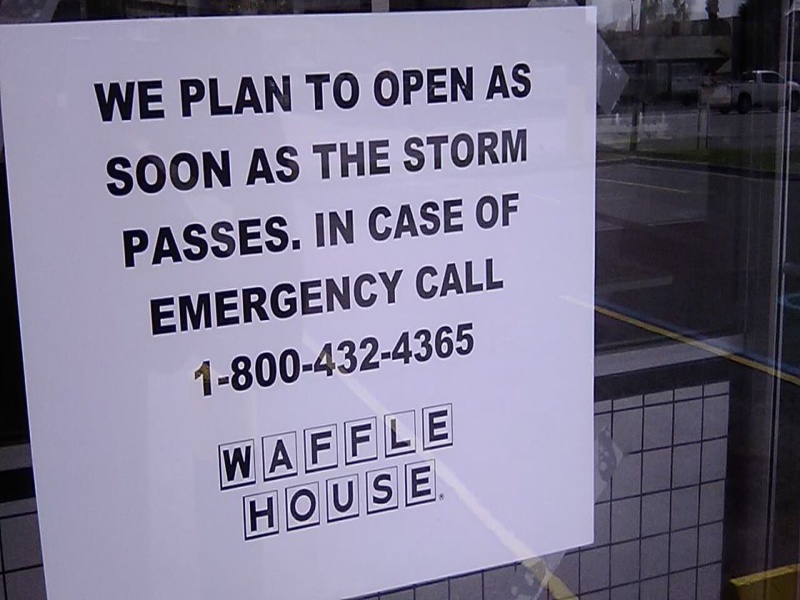 WE PLAN TO OPEN AS
SOON AS THE STORM
PASSES. IN CASE OF
EMERGENCY CALL
1-800-432-4365
WAFFLE
HOUSE®